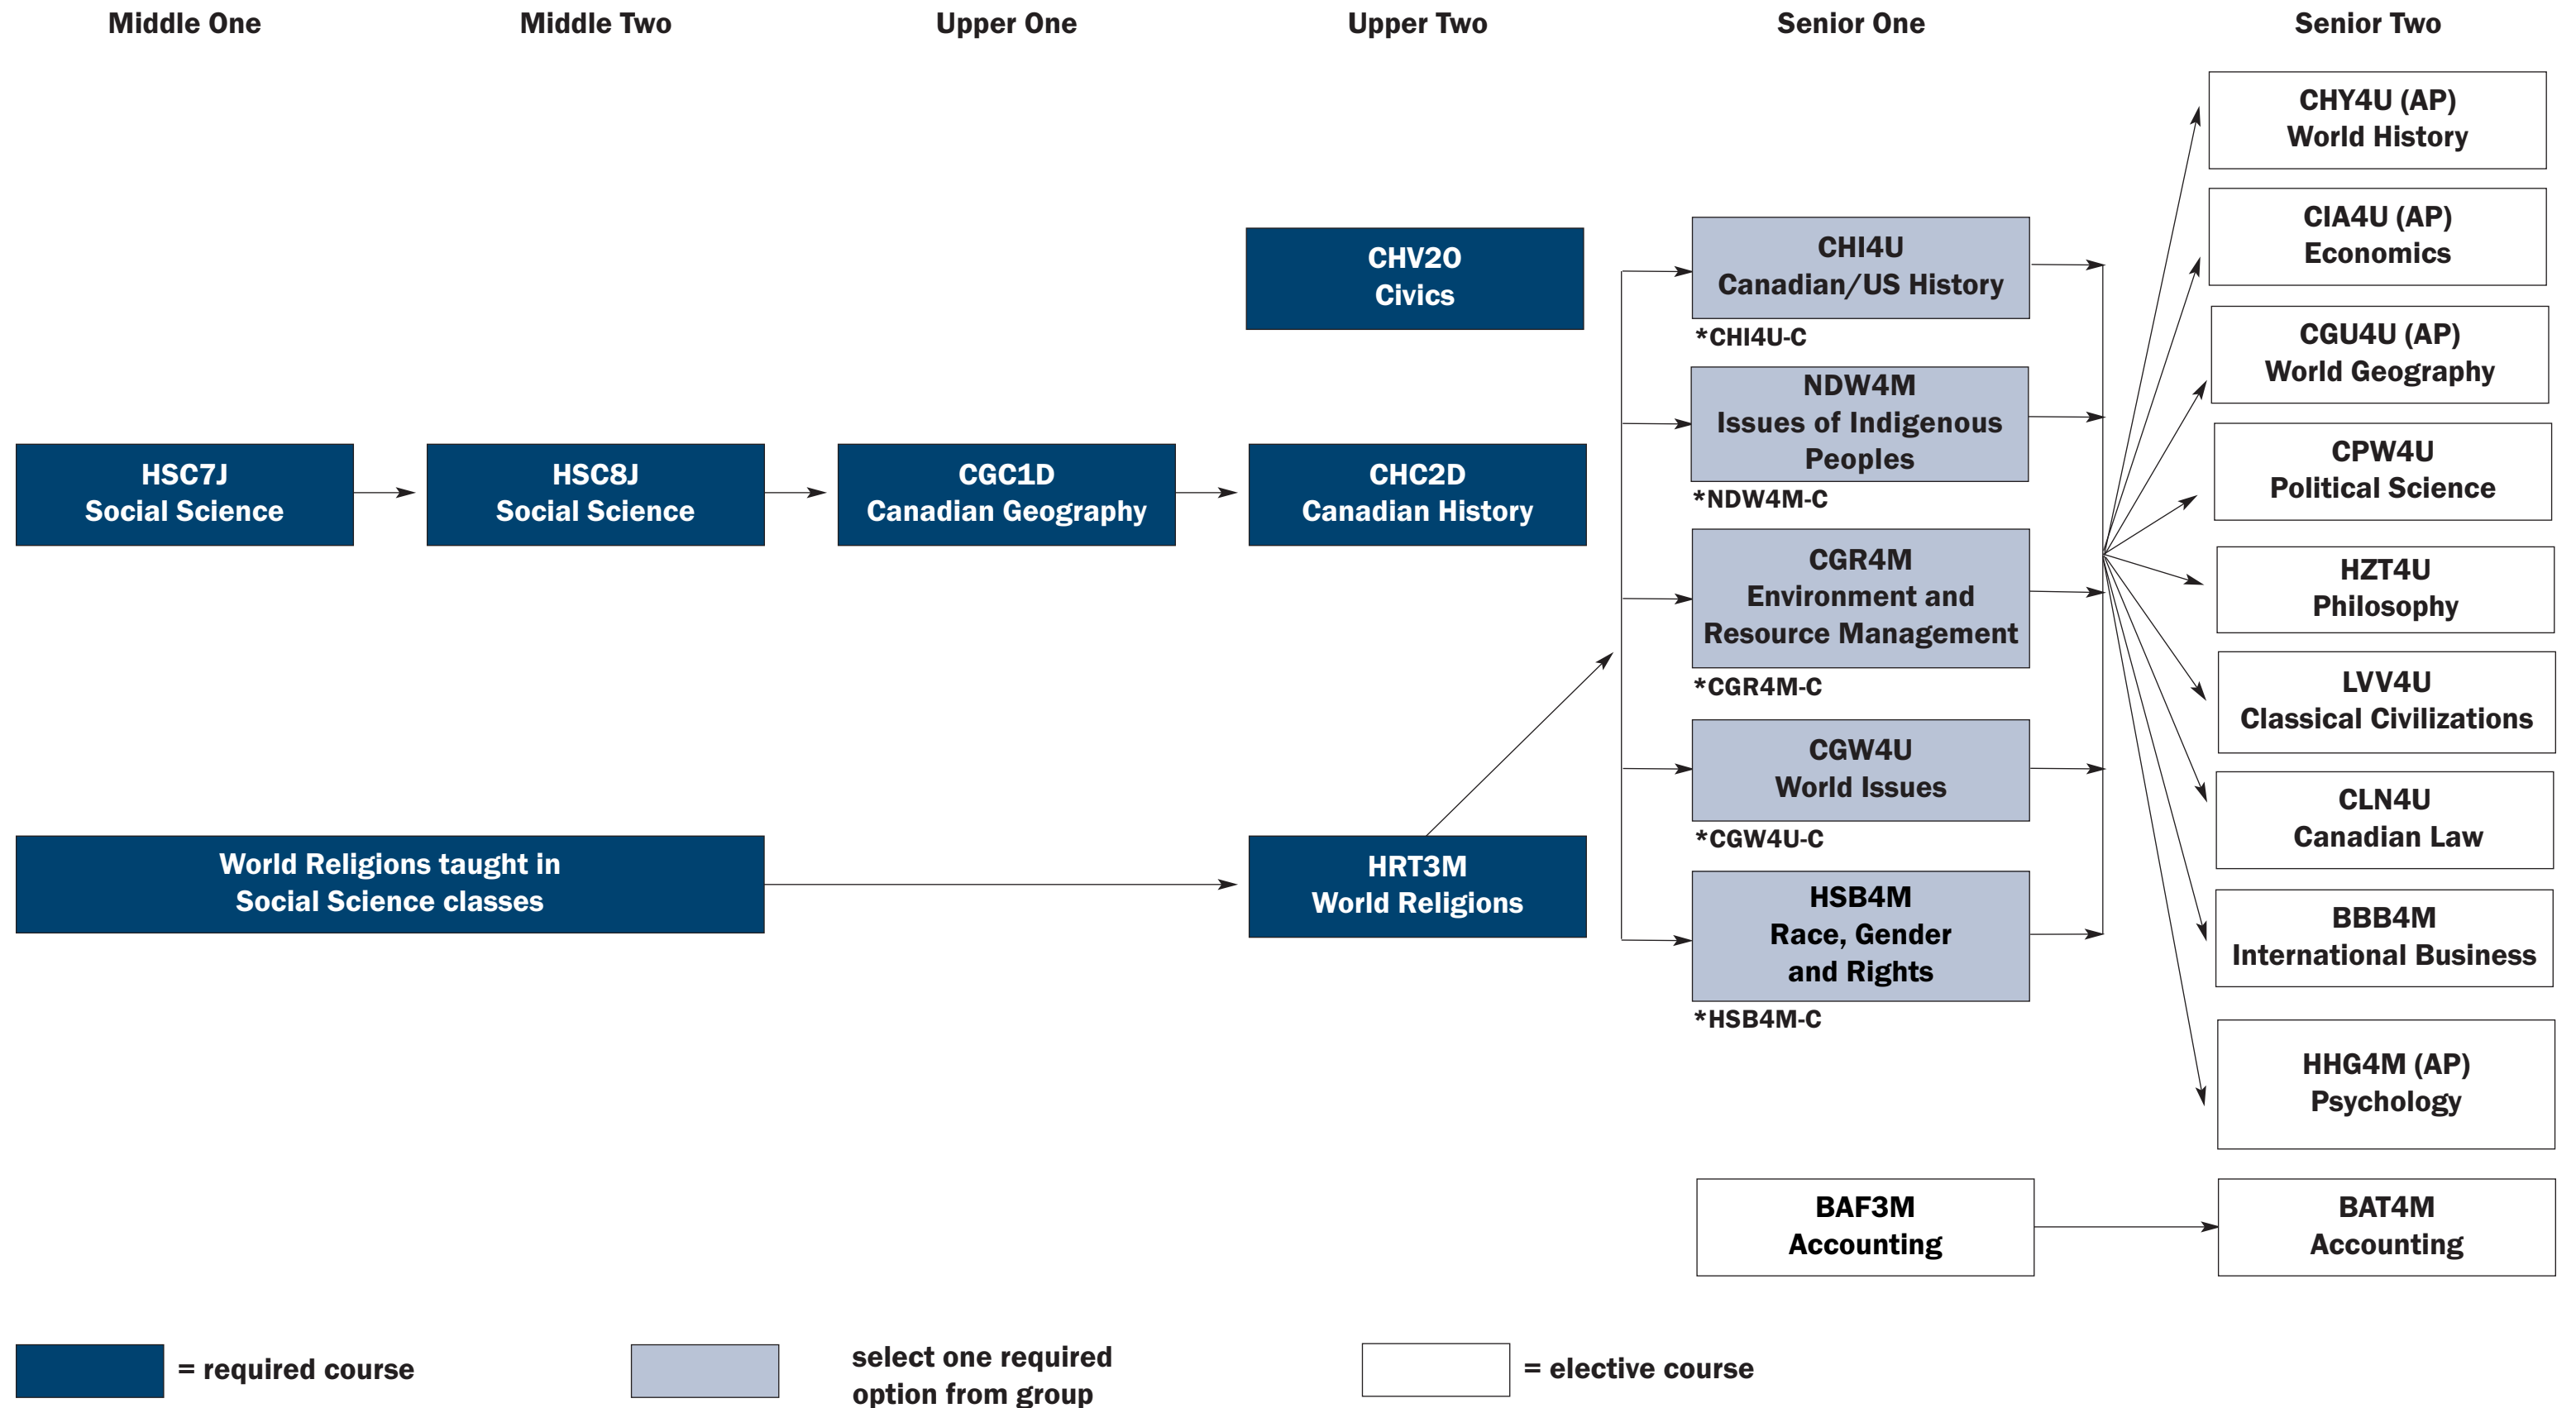 Middle One
Middle Two
Upper One
Upper Two
Senior One
Senior Two
HSC7J
Social Science
World Religions taught in
Social Science classes
HSC8J
Social Science
CGC1D
Canadian Geography
CHV2O
Civics
CHC2D
Canadian History
HRT3M
World Religions
CHI4U
Canadian/US History
*CHI4U-C
NDW4M
Issues of Indigenous
Peoples
*NDW4M-C
CGR4M
Environment and
Resource Management
*CGR4M-C
CGW4U
World Issues
*CGW4U-C
HSB4M
Race, Gender
and Rights
*HSB4M-C
BAF3M
Accounting
CHY4U (AP)
World History
CIA4U (AP)
Economics
CGU4U (AP)
World Geography
CPW4U
Political Science
HZT4U
Philosophy
LVV4U
Classical Civilizations
CLN4U
Canadian Law
BBB4M
International Business
HHG4M (AP)
Psychology
BAT4M
Accounting
= required course
select one required
option from group
= elective course